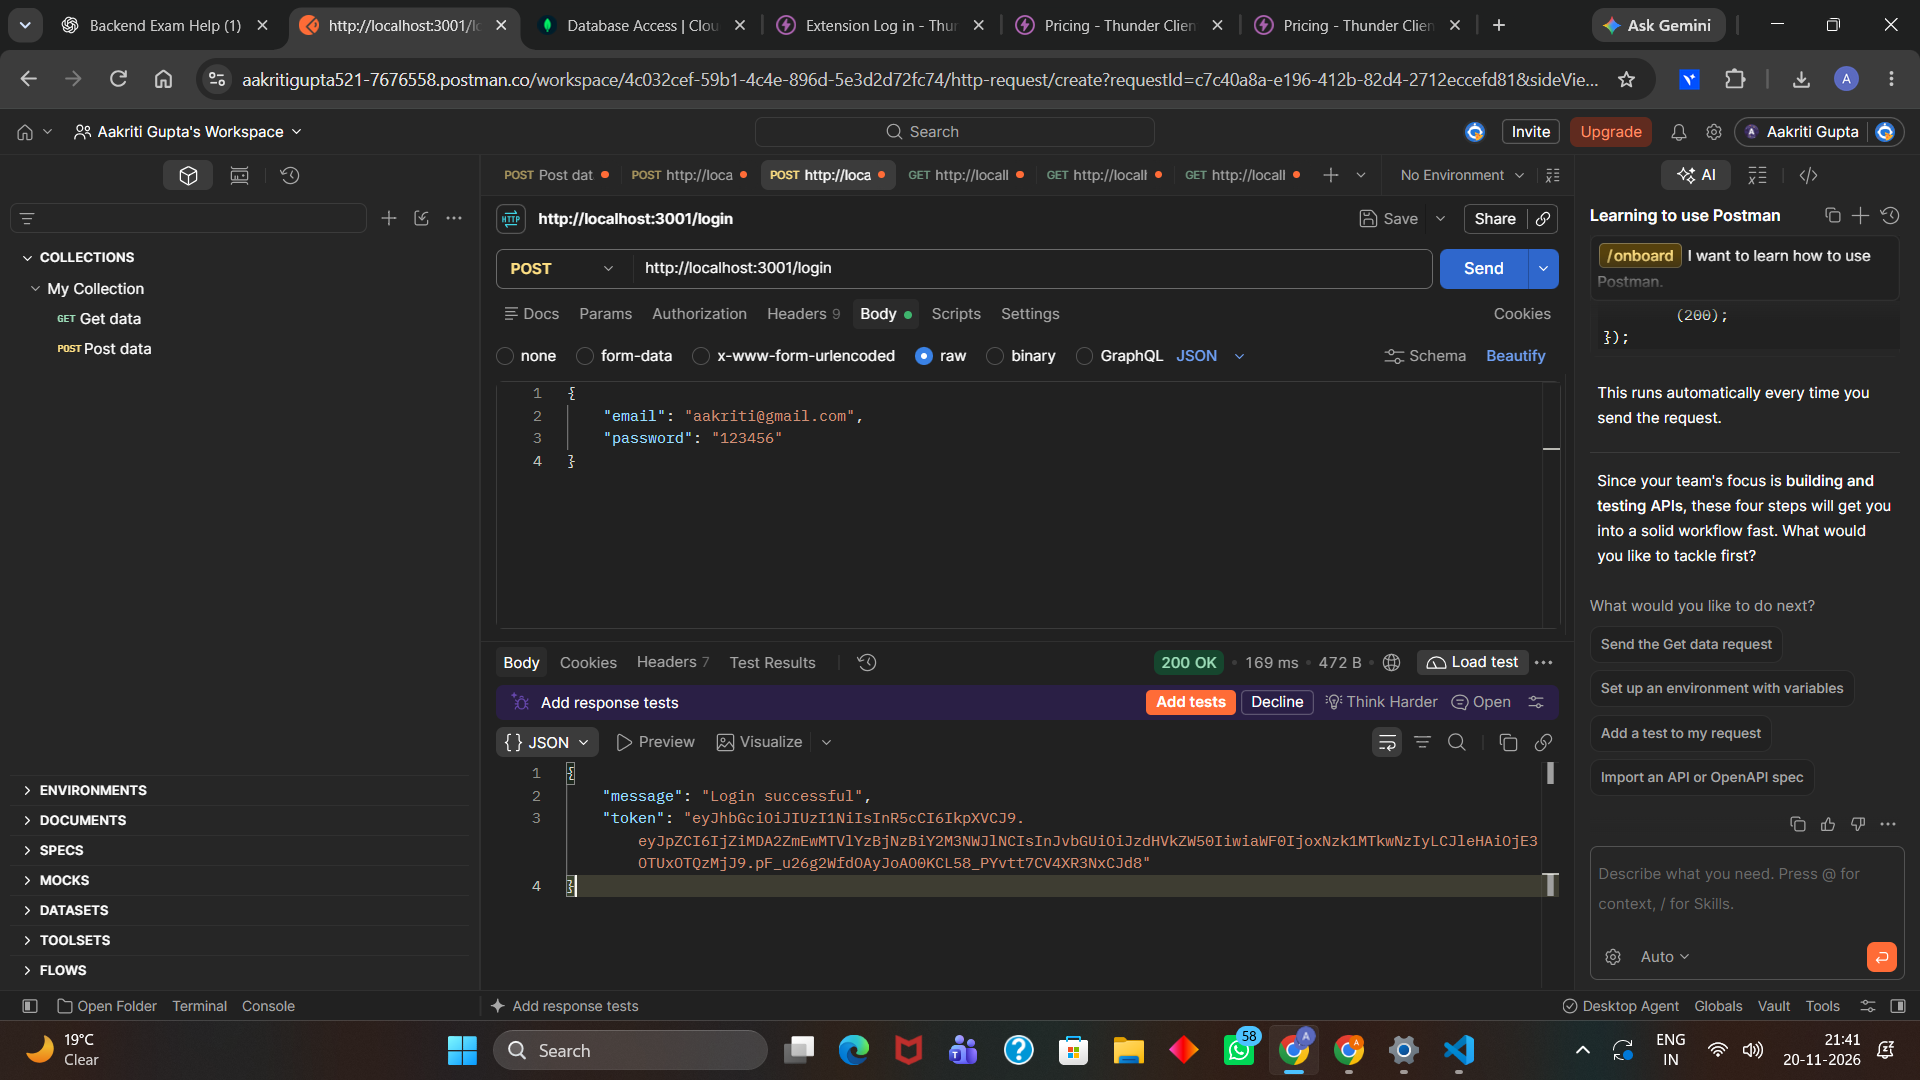 Backend Exam Help (1)
http://localhost:3001/lo
Database Access | Clou
Extension Log in - Thun
Pricing - Thunder Clien
Pricing - Thunder Clien
Ask Gemini
aakritigupta521-7676558.postman.co/workspace/4c032cef-59b1-4c4e-896d-5e3d2d72fc74/http-request/create?requestId=c7c40a8a-e196-412b-82d4-2712eccefd81&sideVie...
A
Aakriti Gupta's Workspace
Search
Invite
Upgrade
A Aakriti Gupta
POST Post dat
POST http://loca
POST http://loca
GET http://locall
GET http://locall
GET http://locall
No Environment
AI
HTTP http://localhost:3001/login
Save
Share
Learning to use Postman
COLLECTIONS
My Collection
GET Get data
POST Post data
POST
http://localhost:3001/login
Send
/onboard I want to learn how to use
Postman.
Docs Params Authorization Headers 9 Body Scripts Settings Cookies
(200);
});
none form-data x-www-form-urlencoded raw binary GraphQL JSON Schema Beautify
1 {
2 "email": "aakriti@gmail.com",
3 "password": "123456"
4 }
This runs automatically every time you
send the request.
Since your team's focus is building and
testing APIs, these four steps will get you
into a solid workflow fast. What would
you like to tackle first?
What would you like to do next?
Send the Get data request
Set up an environment with variables
Add a test to my request
Import an API or OpenAPI spec
Body Cookies Headers 7 Test Results 200 OK 169 ms 472 B Load test
Add response tests Add tests Decline Think Harder Open
{} JSON Preview Visualize
1 {
2 "message": "Login successful",
3 "token": "eyJhbGciOiJIUzI1NiIsInR5cCI6IkpXVCJ9.
eyJpZCI6IjZiMDA2ZmEwMTVlYzBjNzBiY2M3NWJlNCIsInJvbGUiOiJzdHVkZW50IiwiaWF0IjoxNzk1MTkwNzIyLCJleHAiOjE3
OTUxOTQzMjJ9.pF_u26g2WfdOAyJoAO0KCL58_PYvtt7CV4XR3NxCJd8"
4 }
ENVIRONMENTS
DOCUMENTS
SPECS
MOCKS
DATASETS
TOOLSETS
FLOWS
Describe what you need. Press @ for
context, / for Skills.
Auto
Open Folder Terminal Console
Add response tests
Desktop Agent Globals Vault Tools
19°C
Clear
Search
58
A
ENG
IN
21:41
20-11-2026